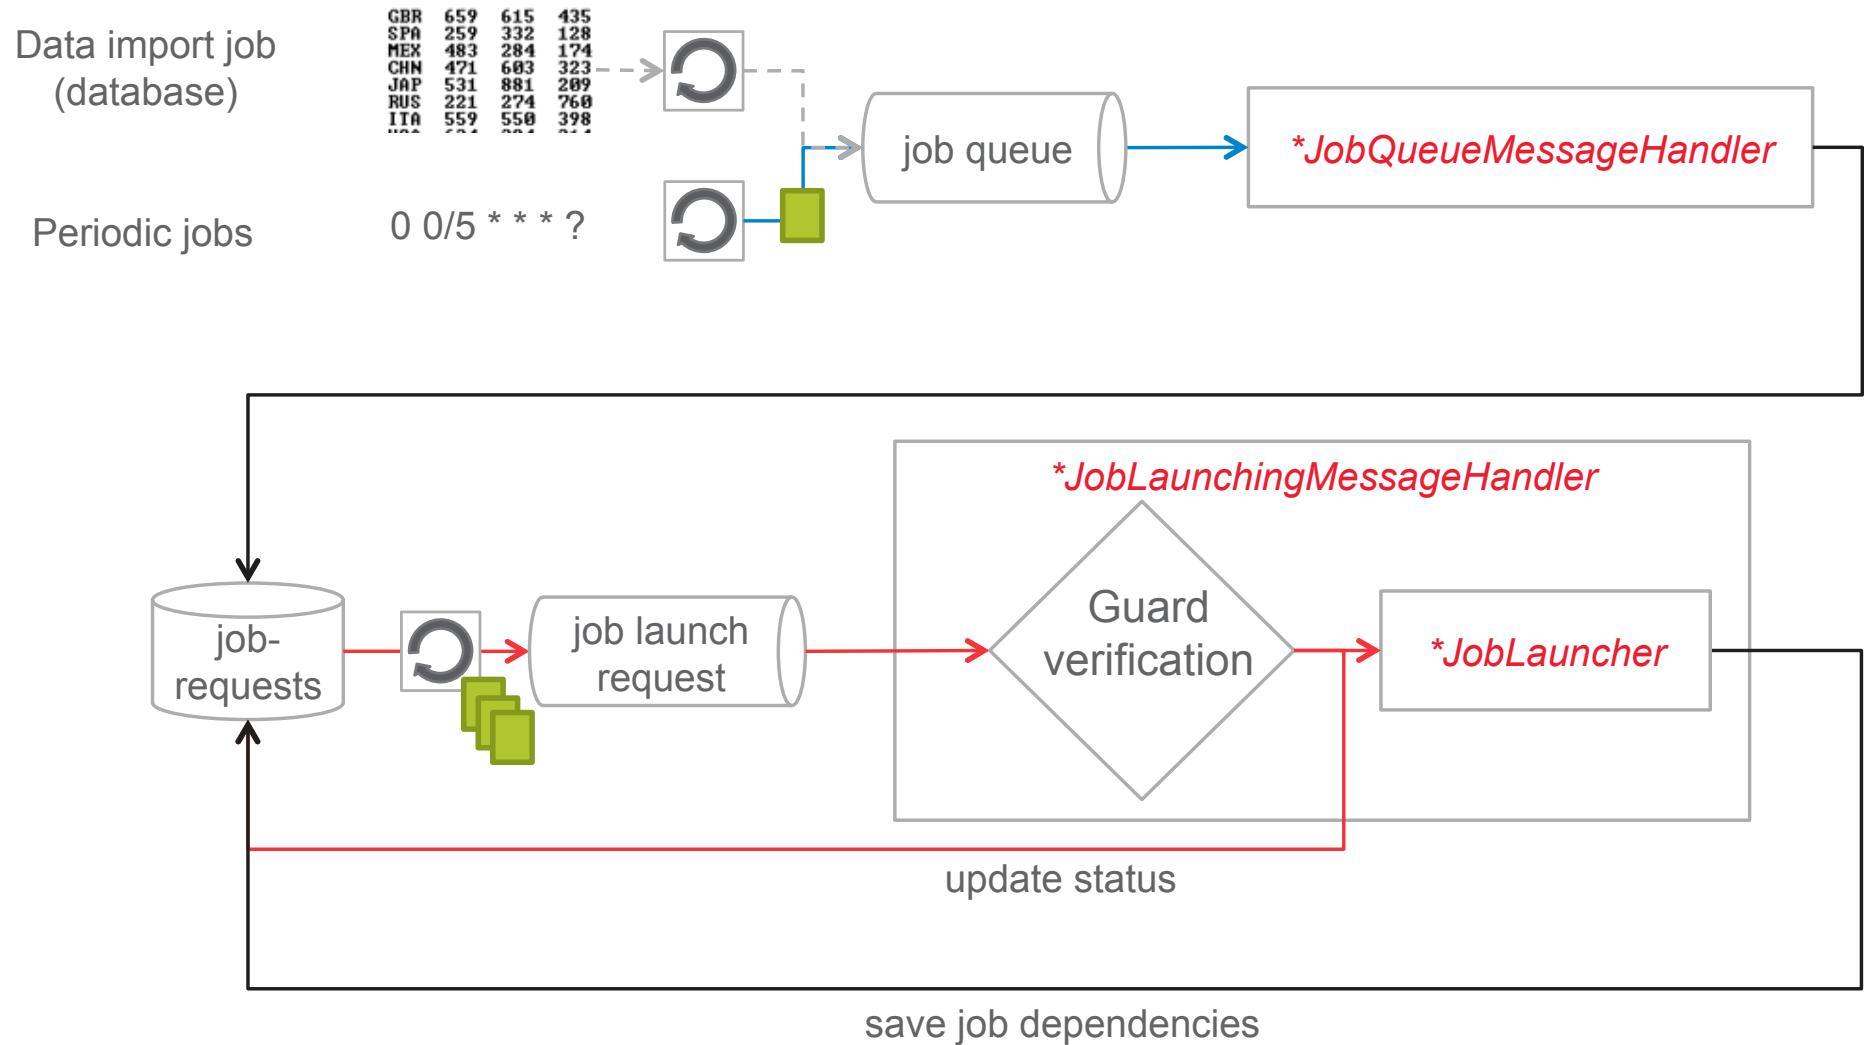 Data import job
(database)
GBR 659 615 435
SPA 259 332 128
MEX 483 284 174
CHN 471 603 323
JAP 531 881 209
RUS 221 274 760
ITA 559 550 398
job queue
*JobQueueMessageHandler
Periodic jobs
0 0/5 * * * ?
*JobLaunchingMessageHandler
job-
requests
job launch
request
Guard
verification
*JobLauncher
update status
save job dependencies